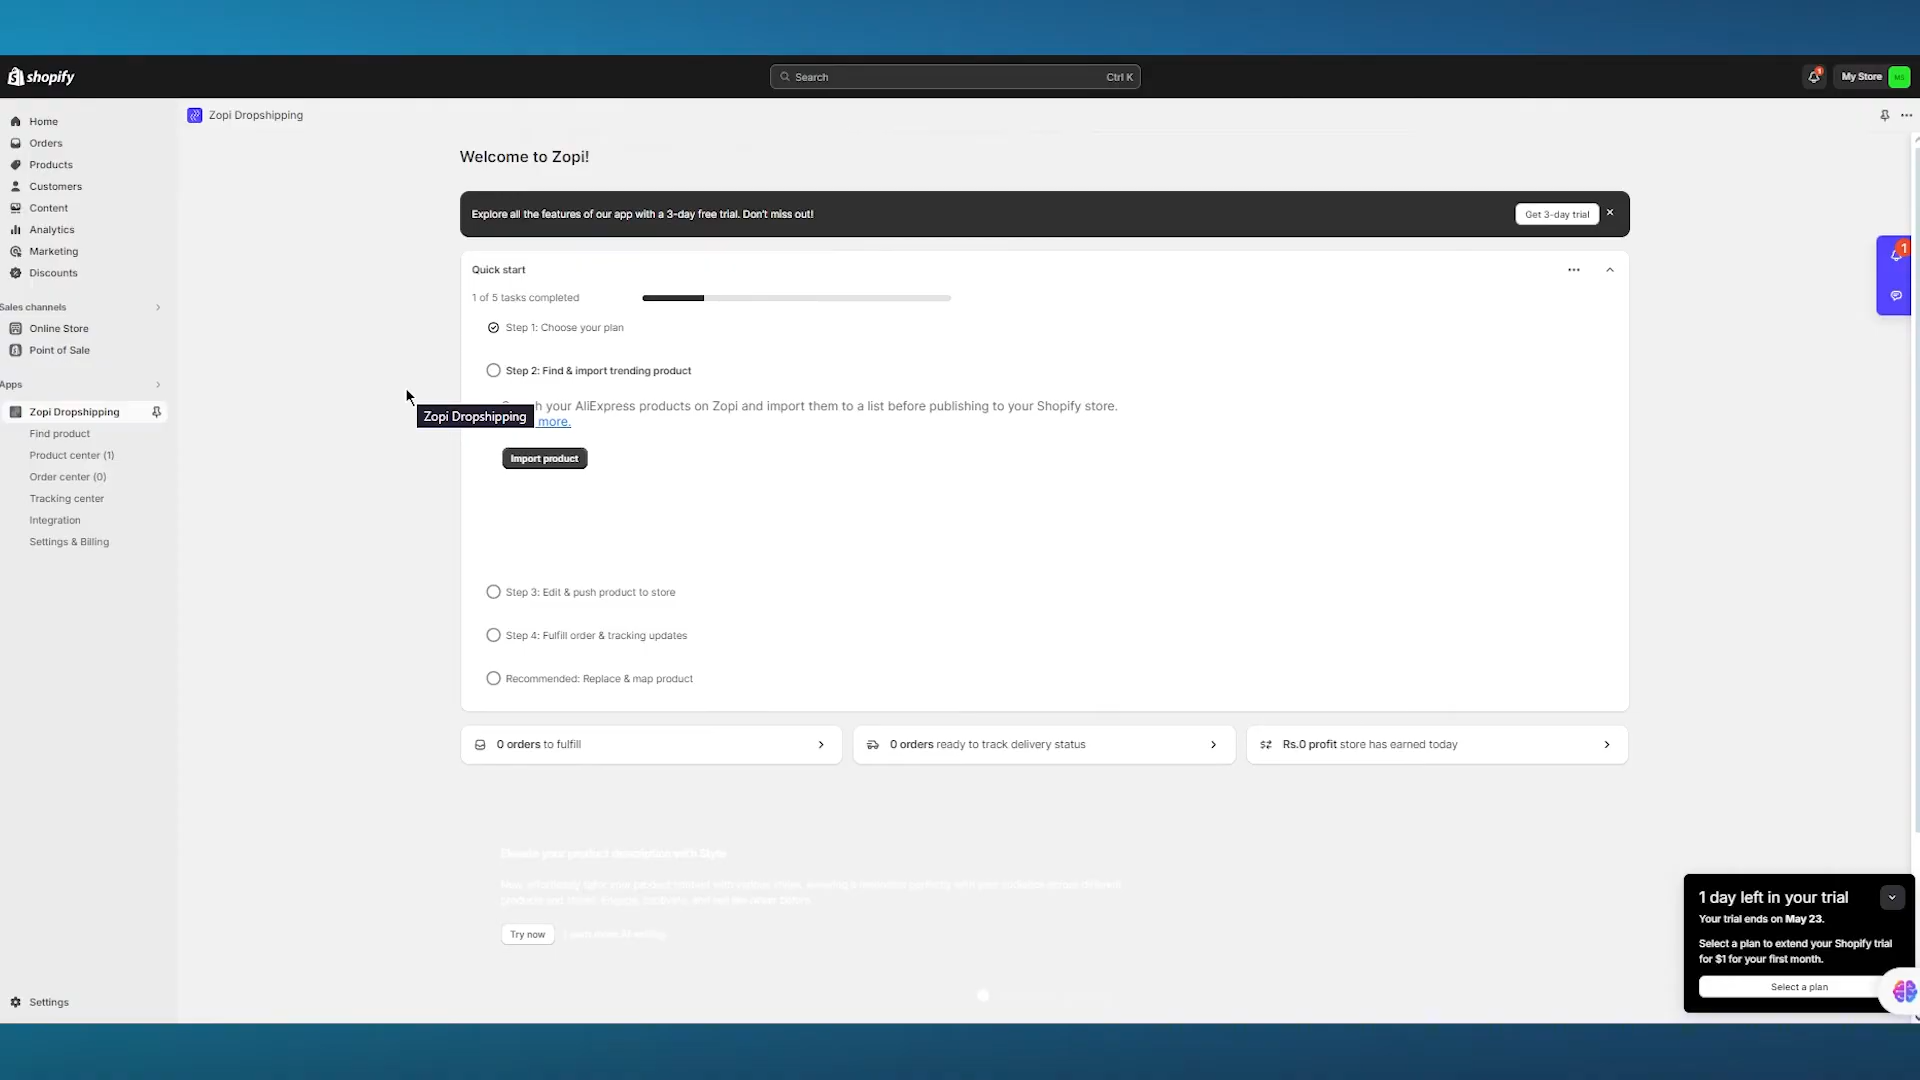 shopify
Search
Ctrl K
1
My Store
MS
Home
Orders
Products
Customers
Content
Analytics
Marketing
Discounts
Sales channels
Online Store
Point of Sale
Apps
Zopi Dropshipping
Find product
Product center (1)
Order center (0)
Tracking center
Integration
Settings & Billing
Settings
Zopi Dropshipping
Welcome to Zopi!
Explore all the features of our app with a 3-day free trial. Don't miss out!
Get 3-day trial
Quick start
1 of 5 tasks completed
Step 1: Choose your plan
Step 2: Find & import trending product
your AliExpress products on Zopi and import them to a list before publishing to your Shopify store.
Zopi Dropshipping
more.
Import product
Step 3: Edit & push product to store
Step 4: Fulfill order & tracking updates
Recommended: Replace & map product
0 orders to fulfill
0 orders ready to track delivery status
Rs.0 profit store has earned today
Elevate your product description with Style
Try now
1
1 day left in your trial
Your trial ends on May 23.
Select a plan to extend your Shopify trial
for $1 for your first month.
Select a plan